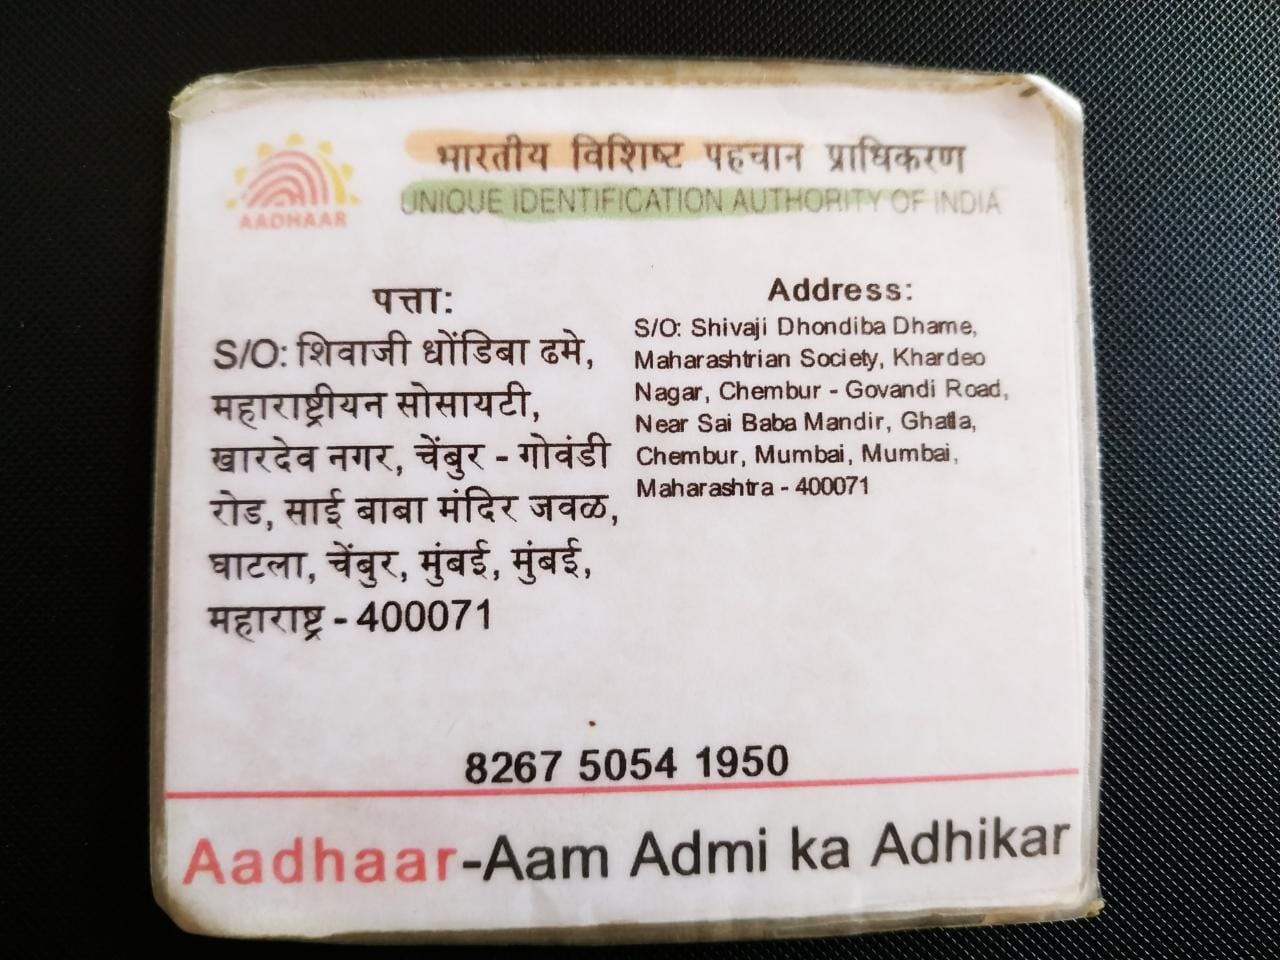 भारतीय विशिष्ट पहचान प्राधिकरण
UNIQUE IDENTIFICATION AUTHORITY OF INDIA
AADHAAR
पत्ता:
S/O: शिवाजी धोंडिबा ढमे,
महाराष्ट्रीयन सोसायटी,
खारदेव नगर, चेंबुर - गोवंडी
रोड, साई बाबा मंदिर जवळ,
घाटला, चेंबुर, मुंबई, मुंबई,
महाराष्ट्र - 400071
Address:
S/O: Shivaji Dhondiba Dhame,
Maharashtrian Society, Khardeo
Nagar, Chembur - Govandi Road,
Near Sai Baba Mandir, Ghatla,
Chembur, Mumbai, Mumbai,
Maharashtra - 400071
8267 5054 1950
Aadhaar-Aam Admi ka Adhikar